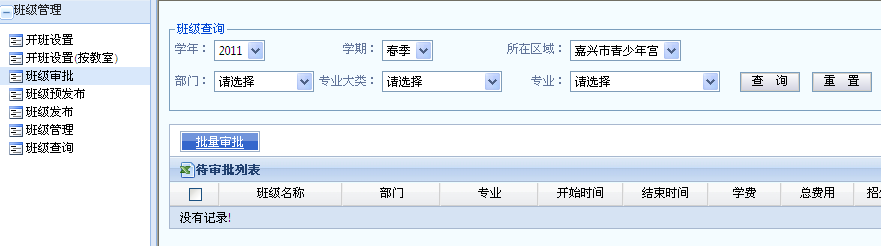 班级管理
开班设置
开班设置(按教室)
班级审批
班级预发布
班级发布
班级管理
班级查询
班级查询
学年： 2011 学期： 春季 所在区域： 嘉兴市青少年宫
部门： 请选择 专业大类： 请选择 专业： 请选择 查 询 重 置
批量审批
待审批列表
班级名称 部门 专业 开始时间 结束时间 学费 总费用
没有记录!